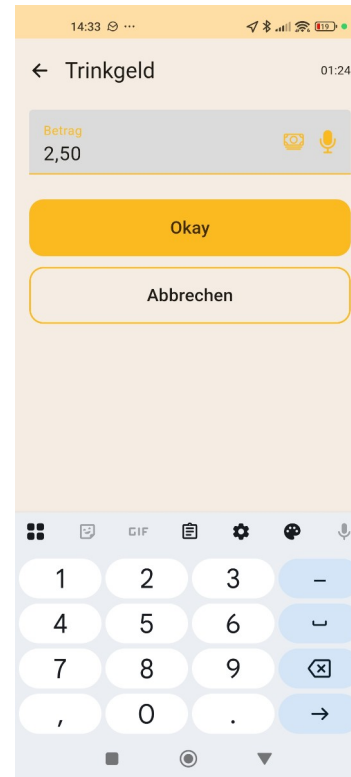 14:33 ...
19
← Trinkgeld
01:24
Betrag
2,50
Okay
Abbrechen
GIF
1 2 3 –
4 5 6
7 8 9
, 0 . →